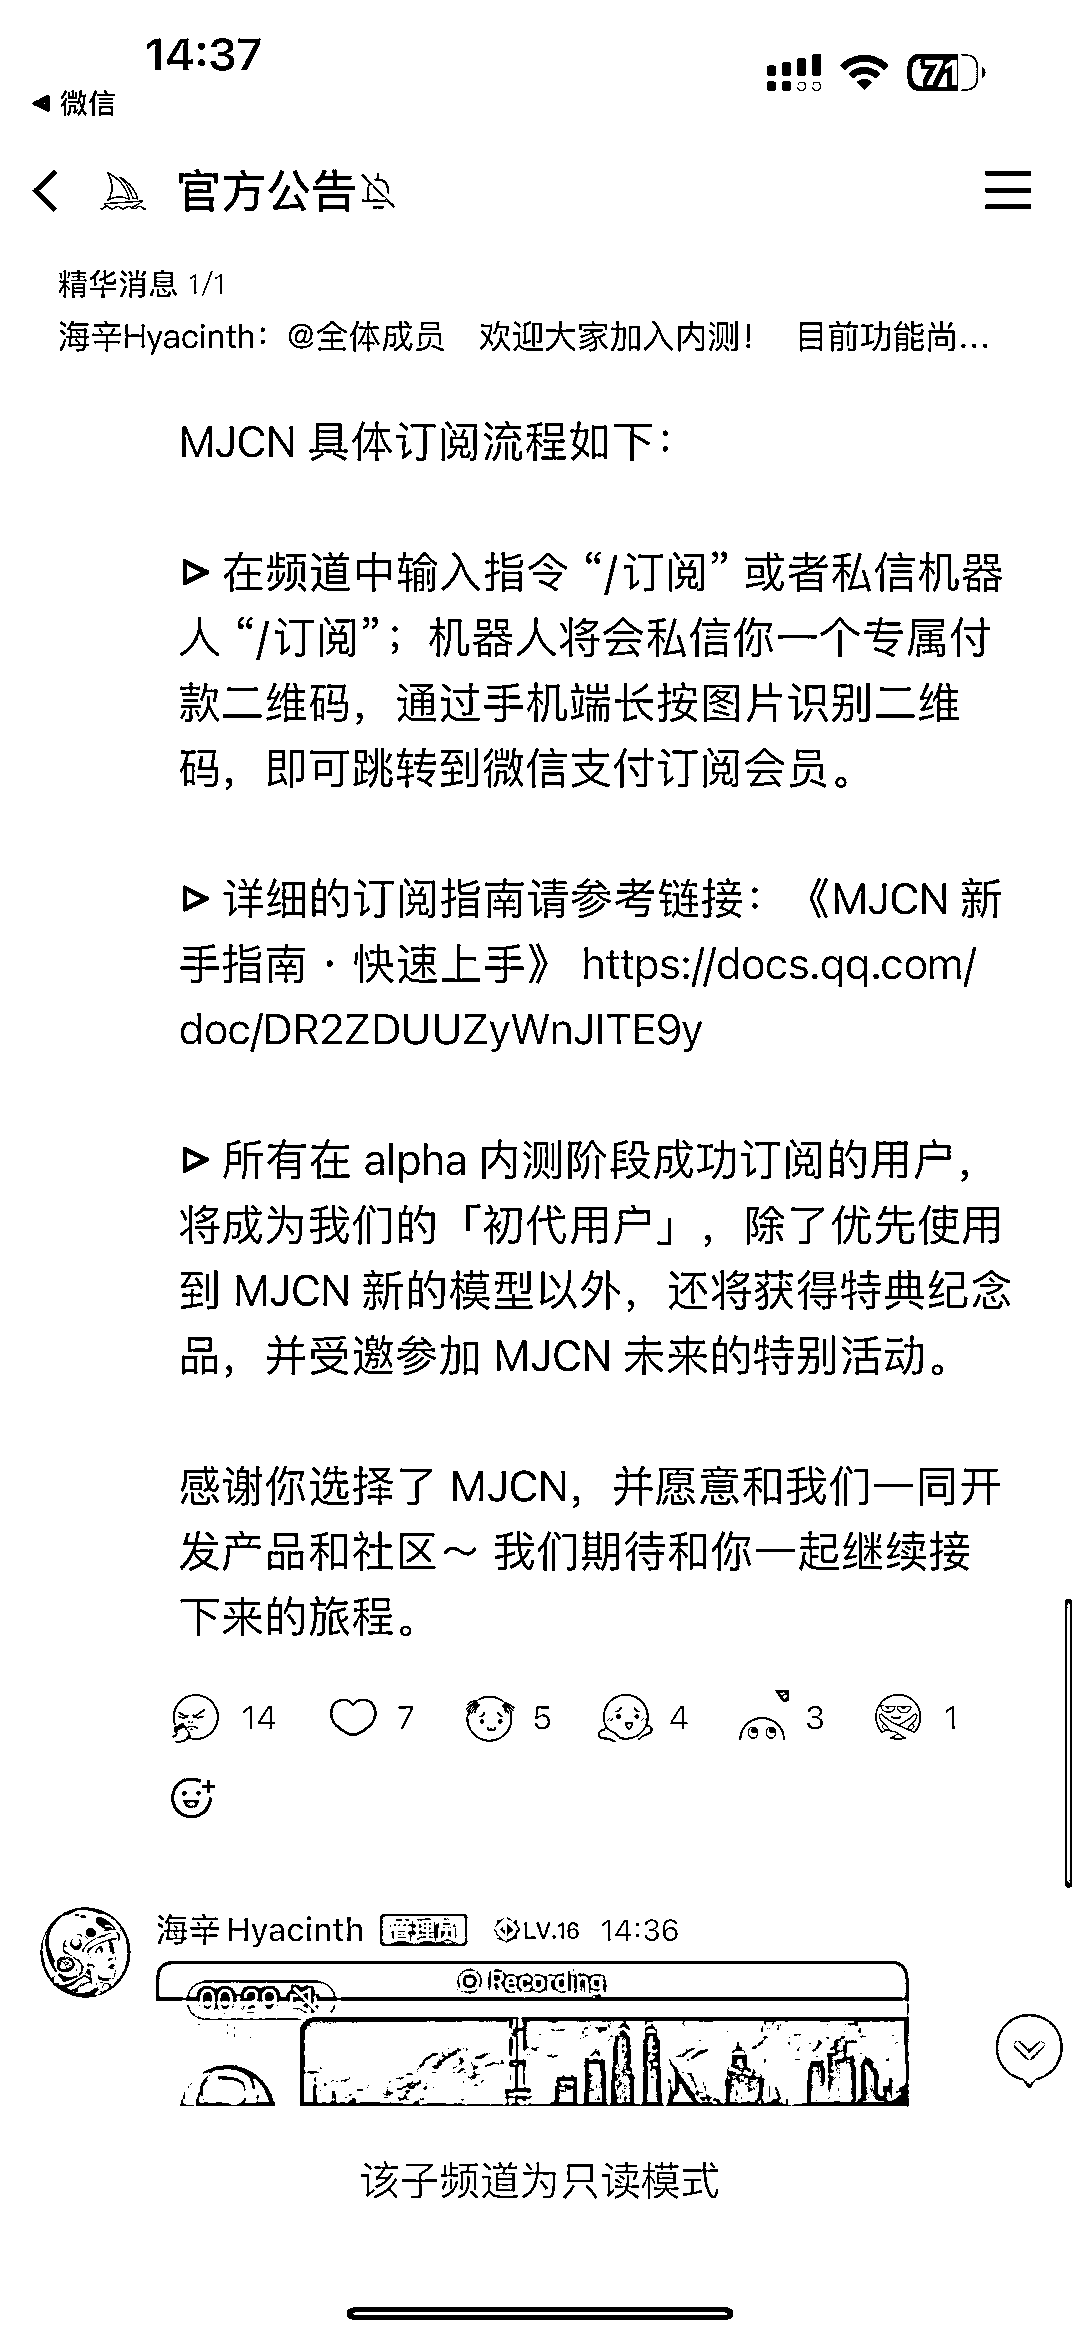 14:37
71
微信
官方公告
精华消息 1/1
海辛Hyacinth：@全体成员 欢迎大家加入内测！ 目前功能尚...
MJCN 具体订阅流程如下：
在频道中输入指令 “/订阅” 或者私信机器
人 “/订阅”；机器人将会私信你一个专属付
款二维码，通过手机端长按图片识别二维
码，即可跳转到微信支付订阅会员。
详细的订阅指南请参考链接：《MJCN 新
手指南 · 快速上手》 https://docs.qq.com/
doc/DR2ZDUUZyWnJITE9y
所有在 alpha 内测阶段成功订阅的用户，
将成为我们的「初代用户」，除了优先使用
到 MJCN 新的模型以外，还将获得特典纪念
品，并受邀参加 MJCN 未来的特别活动。
感谢你选择了 MJCN，并愿意和我们一同开
发产品和社区～ 我们期待和你一起继续接
下来的旅程。
14 7 5 4 3 1
海辛Hyacinth 管理员 LV.16 14:36
Recording
00:29
该子频道为只读模式